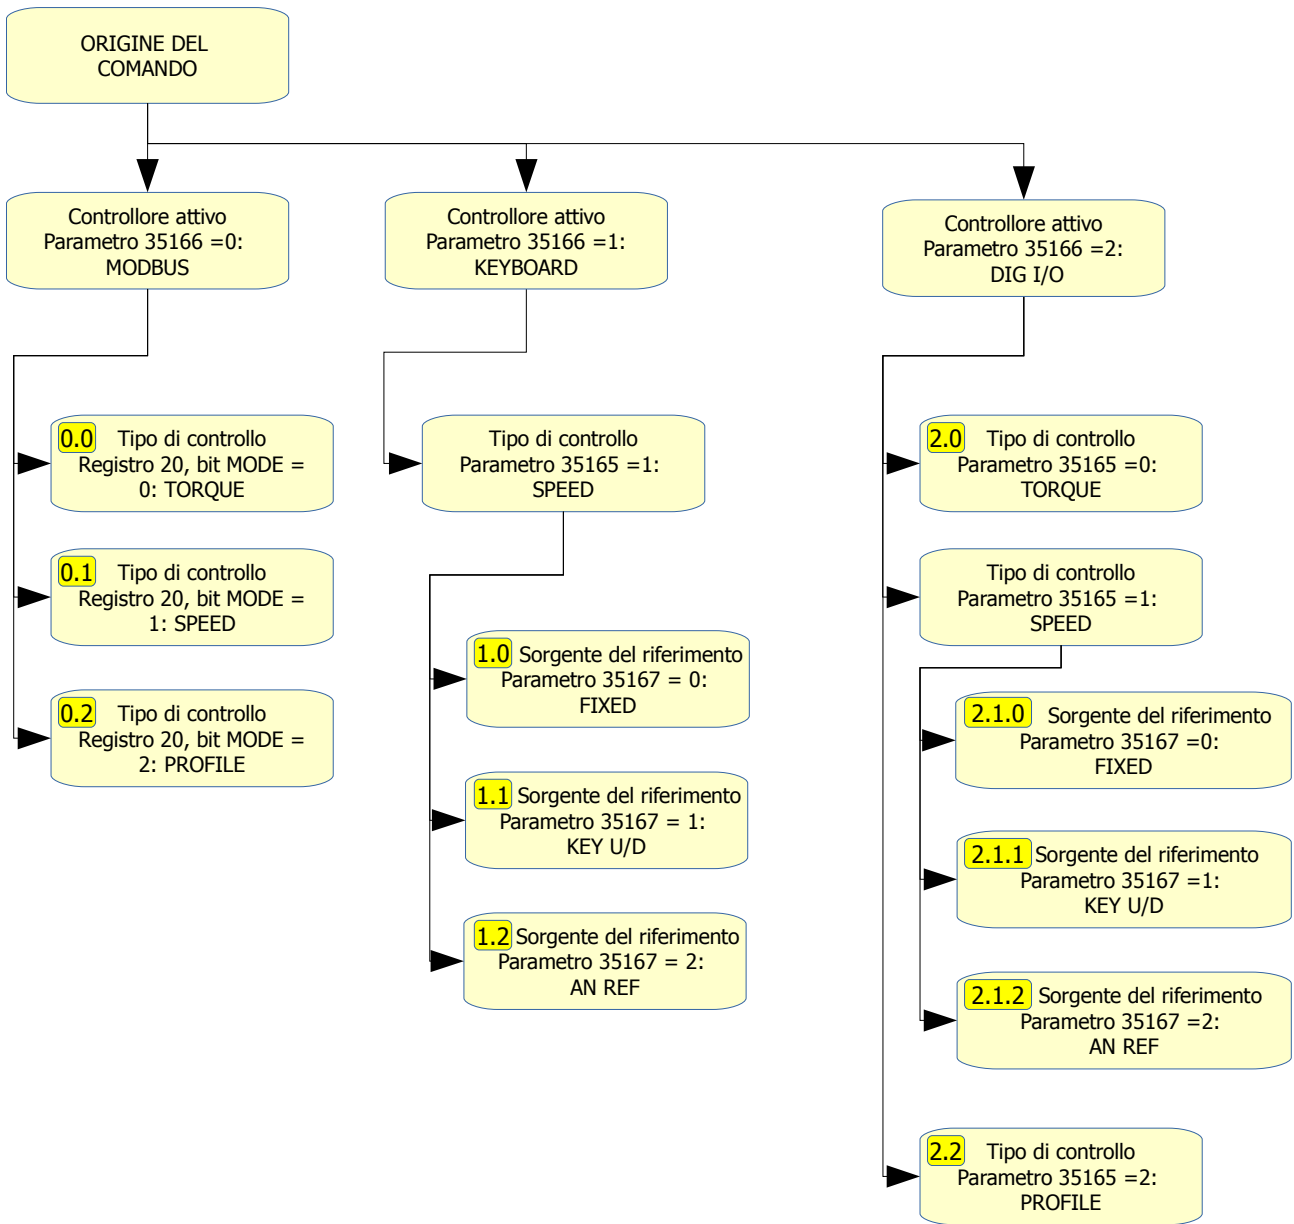 ORIGINE DEL
COMANDO
Controllore attivo
Parametro 35166 =0:
MODBUS
Controllore attivo
Parametro 35166 =1:
KEYBOARD
Controllore attivo
Parametro 35166 =2:
DIG I/O
0.0 Tipo di controllo
Registro 20, bit MODE =
0: TORQUE
0.1 Tipo di controllo
Registro 20, bit MODE =
1: SPEED
0.2 Tipo di controllo
Registro 20, bit MODE =
2: PROFILE
Tipo di controllo
Parametro 35165 =1:
SPEED
1.0 Sorgente del riferimento
Parametro 35167 = 0:
FIXED
1.1 Sorgente del riferimento
Parametro 35167 = 1:
KEY U/D
1.2 Sorgente del riferimento
Parametro 35167 = 2:
AN REF
2.0 Tipo di controllo
Parametro 35165 =0:
TORQUE
Tipo di controllo
Parametro 35165 =1:
SPEED
2.1.0 Sorgente del riferimento
Parametro 35167 =0:
FIXED
2.1.1 Sorgente del riferimento
Parametro 35167 =1:
KEY U/D
2.1.2 Sorgente del riferimento
Parametro 35167 =2:
AN REF
2.2 Tipo di controllo
Parametro 35165 =2:
PROFILE